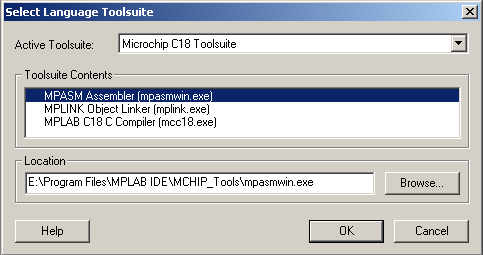 Select Language Toolsuite
Active Toolsuite: Microchip C18 Toolsuite
Toolsuite Contents
MPASM Assembler (mpasmwin.exe)
MPLINK Object Linker (mplink.exe)
MPLAB C18 C Compiler (mcc18.exe)
Location
E:\Program Files\MPLAB IDE\MCHIP_Tools\mpasmwin.exe Browse...
Help OK Cancel